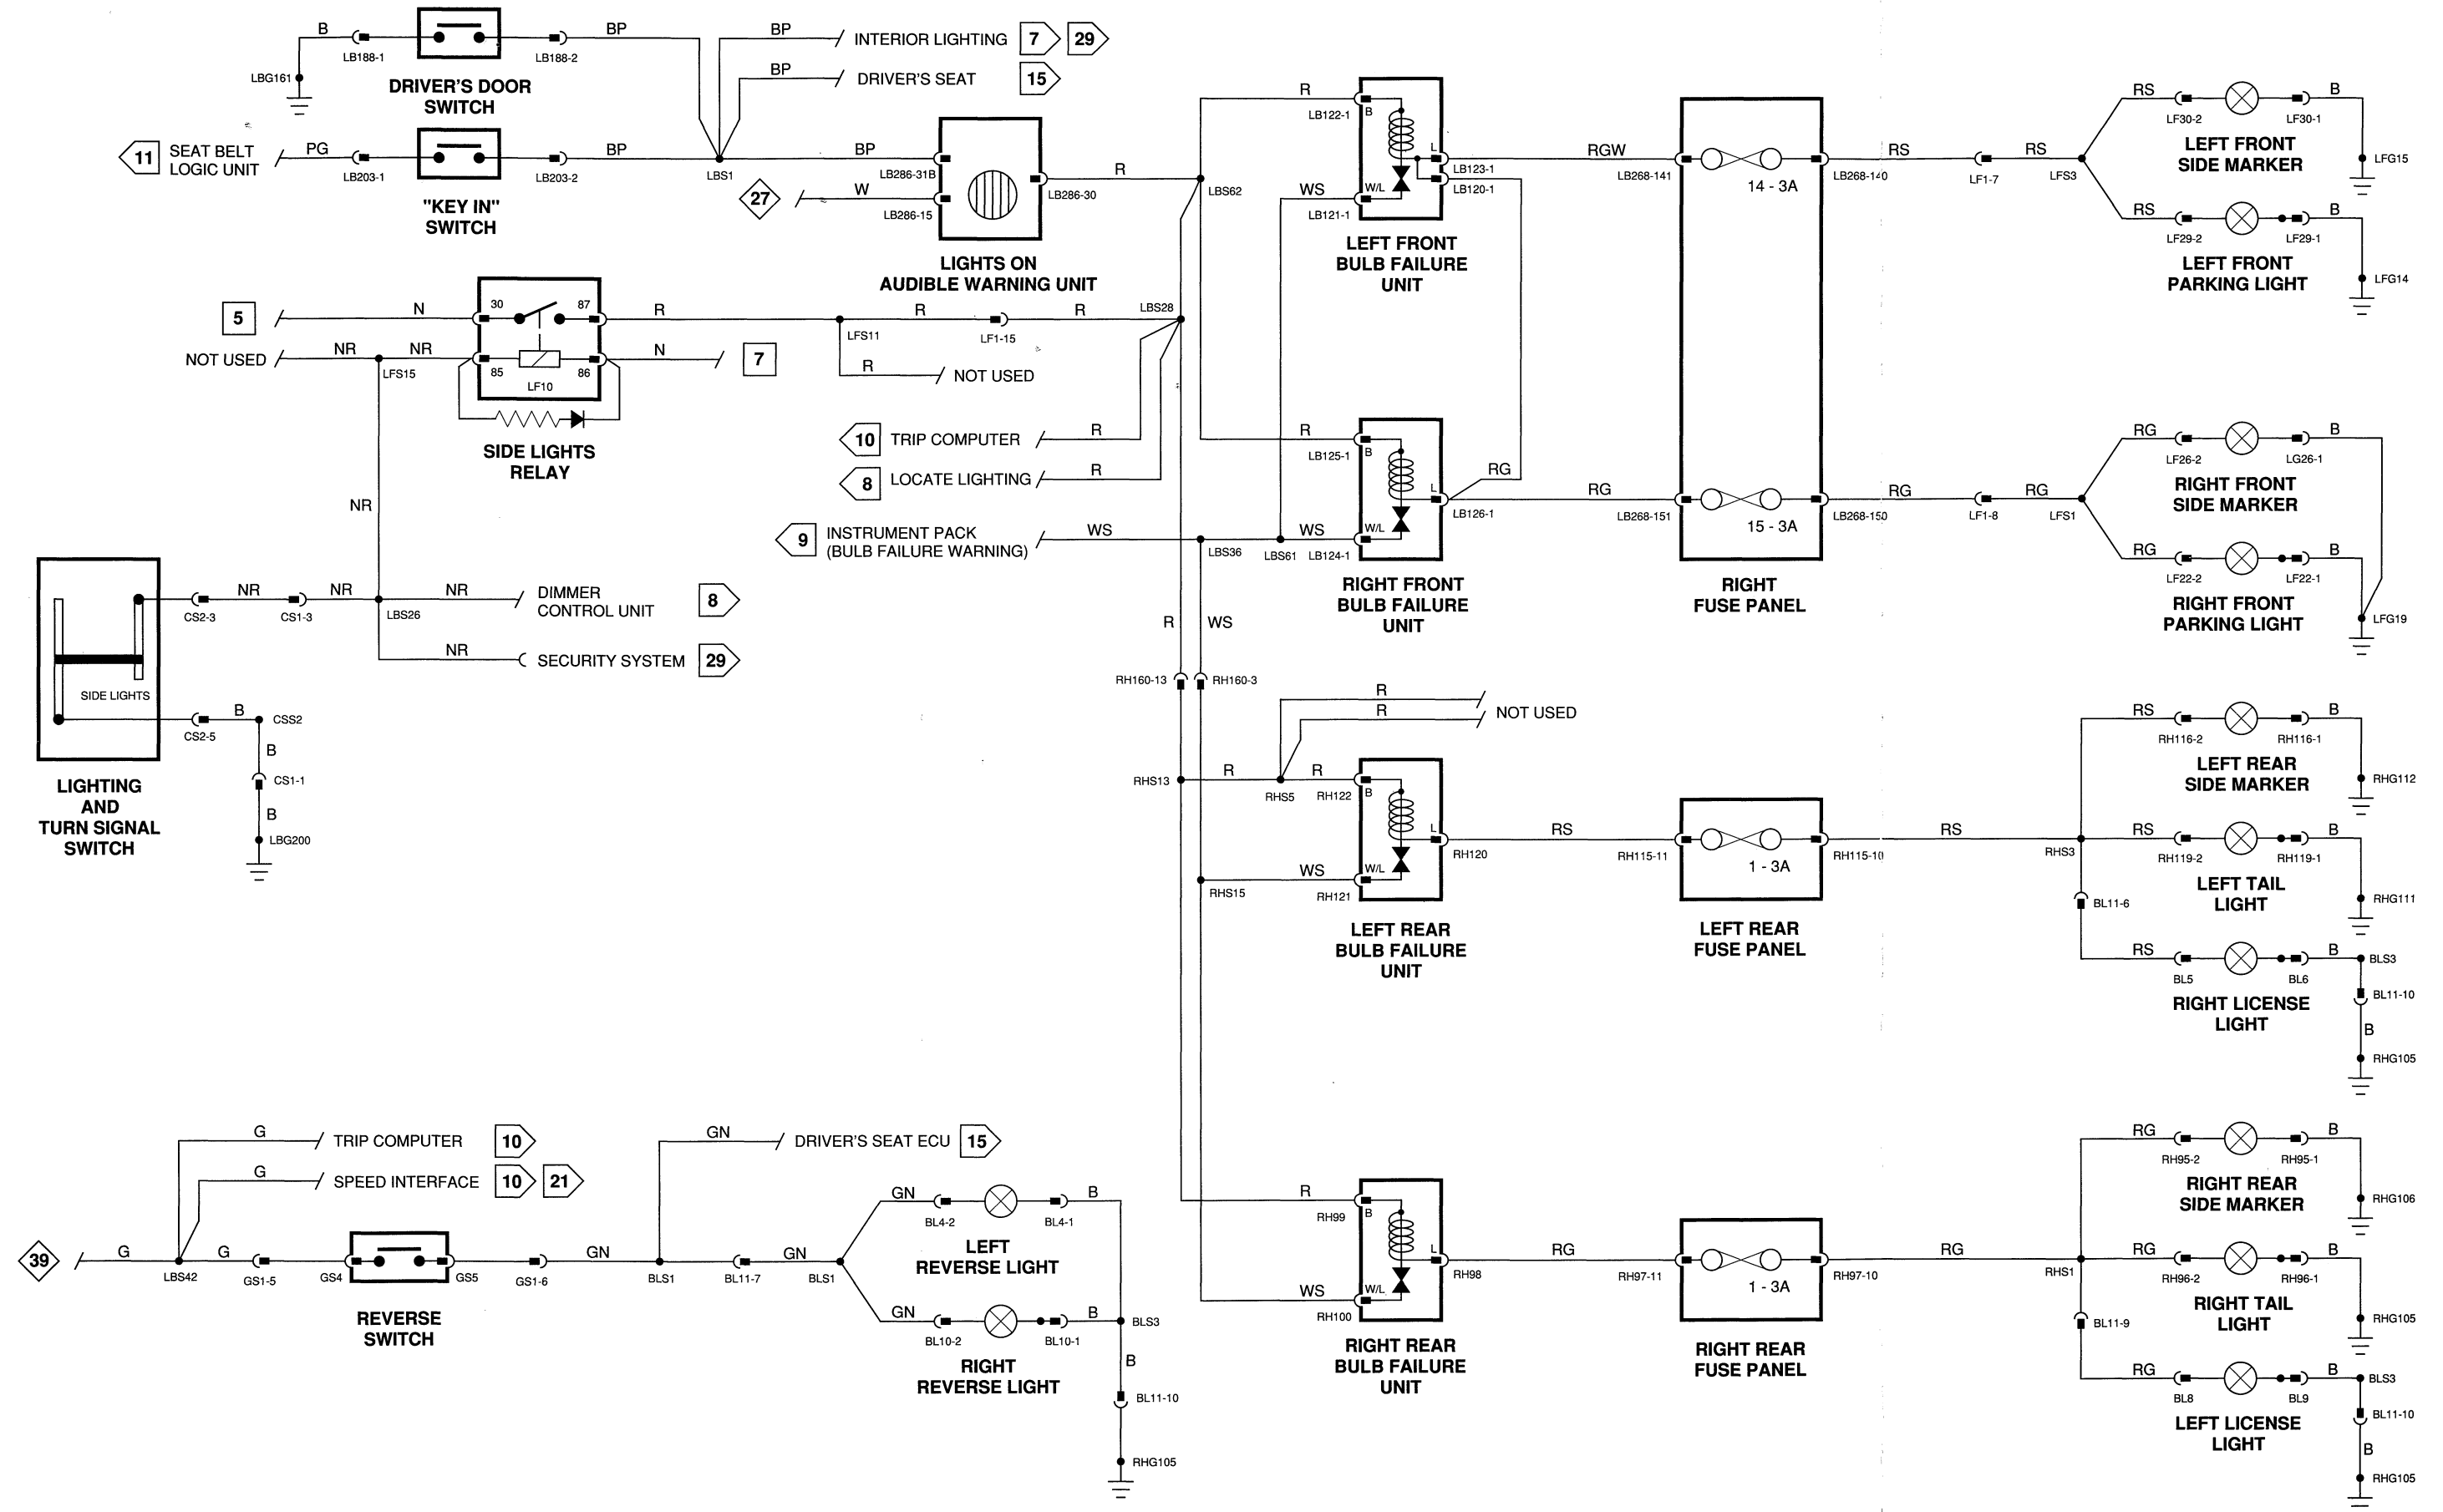 B
LB188-1
LBG161
LB188-2
BP
DRIVER'S DOOR
SWITCH
BP
INTERIOR LIGHTING
7
29
BP
DRIVER'S SEAT
15
11
SEAT BELT
LOGIC UNIT
PG
LB203-1
LB203-2
BP
"KEY IN"
SWITCH
LBS1
BP
LB286-31B
27
W
LB286-15
LB286-30
R
LBS62
LIGHTS ON
AUDIBLE WARNING UNIT
5
N
30
87
R
NOT USED
NR
NR
LFS15
85
86
LF10
N
7
SIDE LIGHTS
RELAY
LFS11
R
LF1-15
R
LBS28
R
NOT USED
10
TRIP COMPUTER
R
8
LOCATE LIGHTING
R
9
INSTRUMENT PACK
(BULB FAILURE WARNING)
WS
LBS36
LBS61
NR
SIDE LIGHTS
LIGHTING
AND
TURN SIGNAL
SWITCH
CS2-3
NR
CS1-3
NR
LBS26
NR
DIMMER
CONTROL UNIT
8
NR
SECURITY SYSTEM
29
CS2-5
B
CSS2
B
CS1-1
B
LBG200
R
LB122-1
B
L
W/L
WS
LB121-1
LB123-1
LB120-1
LEFT FRONT
BULB FAILURE
UNIT
RGW
LB268-141
14 - 3A
LB268-140
RS
LF1-7
RS
LFS3
RS
LF30-2
LF30-1
B
LEFT FRONT
SIDE MARKER
LFG15
RS
LF29-2
LF29-1
B
LEFT FRONT
PARKING LIGHT
LFG14
R
LB125-1
B
L
W/L
WS
LB124-1
LB126-1
RG
RIGHT FRONT
BULB FAILURE
UNIT
RG
LB268-151
15 - 3A
LB268-150
RIGHT
FUSE PANEL
RG
LF1-8
RG
LFS1
RG
LF26-2
LG26-1
B
RIGHT FRONT
SIDE MARKER
RG
LF22-2
LF22-1
B
RIGHT FRONT
PARKING LIGHT
LFG19
R
WS
RH160-13
RH160-3
R
R
NOT USED
RHS13
R
RHS5
R
RH122
B
L
W/L
RHS15
WS
RH121
RH120
LEFT REAR
BULB FAILURE
UNIT
RS
RH115-11
1 - 3A
RH115-10
LEFT REAR
FUSE PANEL
RS
RHS3
RS
RH116-2
RH116-1
B
LEFT REAR
SIDE MARKER
RHG112
RS
RH119-2
RH119-1
B
LEFT TAIL
LIGHT
RHG111
BL11-6
RS
BL5
BL6
B
BLS3
RIGHT LICENSE
LIGHT
BL11-10
B
RHG105
G
TRIP COMPUTER
10
G
SPEED INTERFACE
10
21
39
G
LBS42
G
GS1-5
GS4
GS5
REVERSE
SWITCH
GS1-6
GN
BLS1
GN
DRIVER'S SEAT ECU
15
BL11-7
GN
BLS1
GN
BL4-2
BL4-1
B
LEFT
REVERSE LIGHT
GN
BL10-2
BL10-1
B
BLS3
RIGHT
REVERSE LIGHT
B
BL11-10
RHG105
R
RH99
B
L
W/L
WS
RH100
RH98
RIGHT REAR
BULB FAILURE
UNIT
RG
RH97-11
1 - 3A
RH97-10
RIGHT REAR
FUSE PANEL
RG
RHS1
RG
RH95-2
RH95-1
B
RIGHT REAR
SIDE MARKER
RHG106
RG
RH96-2
RH96-1
B
RIGHT TAIL
LIGHT
RHG105
BL11-9
RG
BL8
BL9
B
BLS3
LEFT LICENSE
LIGHT
BL11-10
B
RHG105